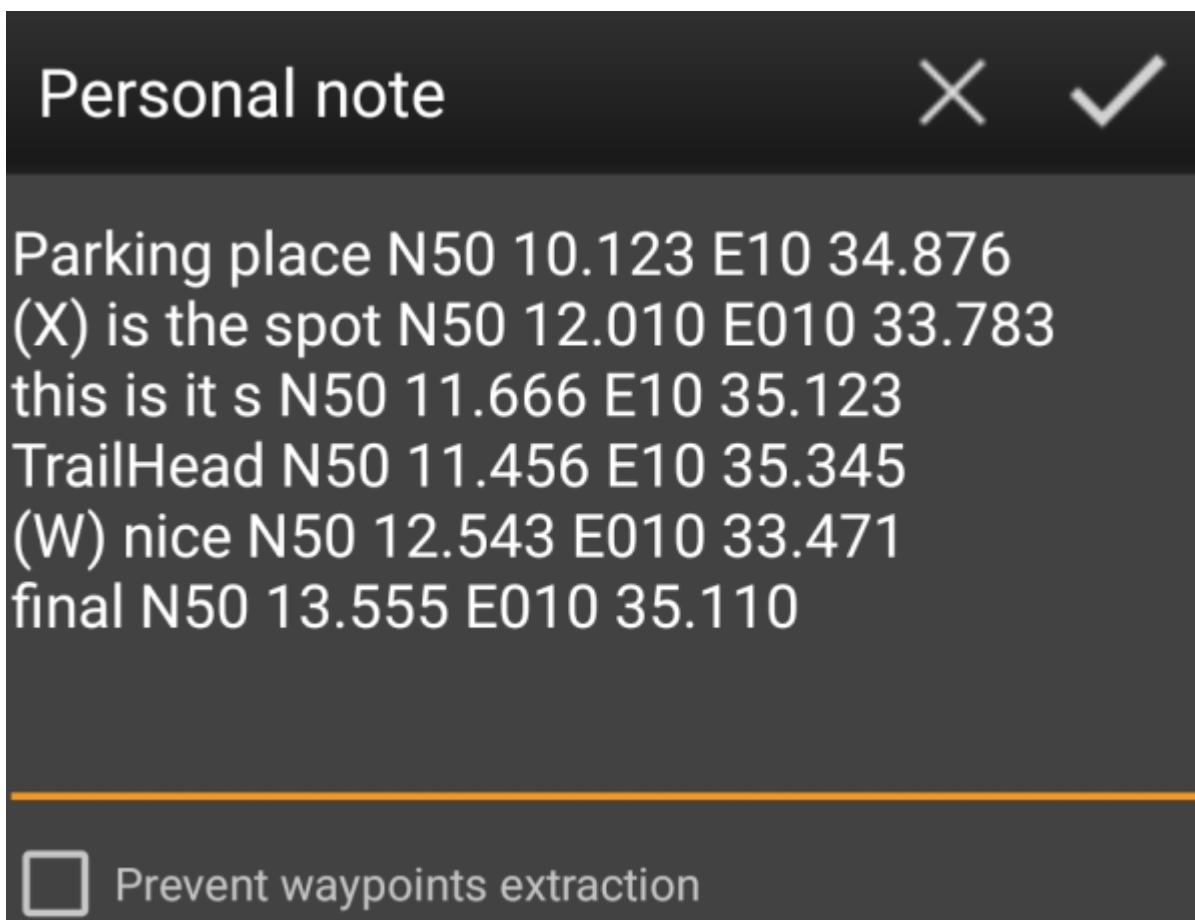 Personal note
Parking place N50 10.123 E10 34.876
(X) is the spot N50 12.010 E010 33.783
this is it s N50 11.666 E10 35.123
TrailHead N50 11.456 E10 35.345
(W) nice N50 12.543 E010 33.471
final N50 13.555 E010 35.110
Prevent waypoints extraction